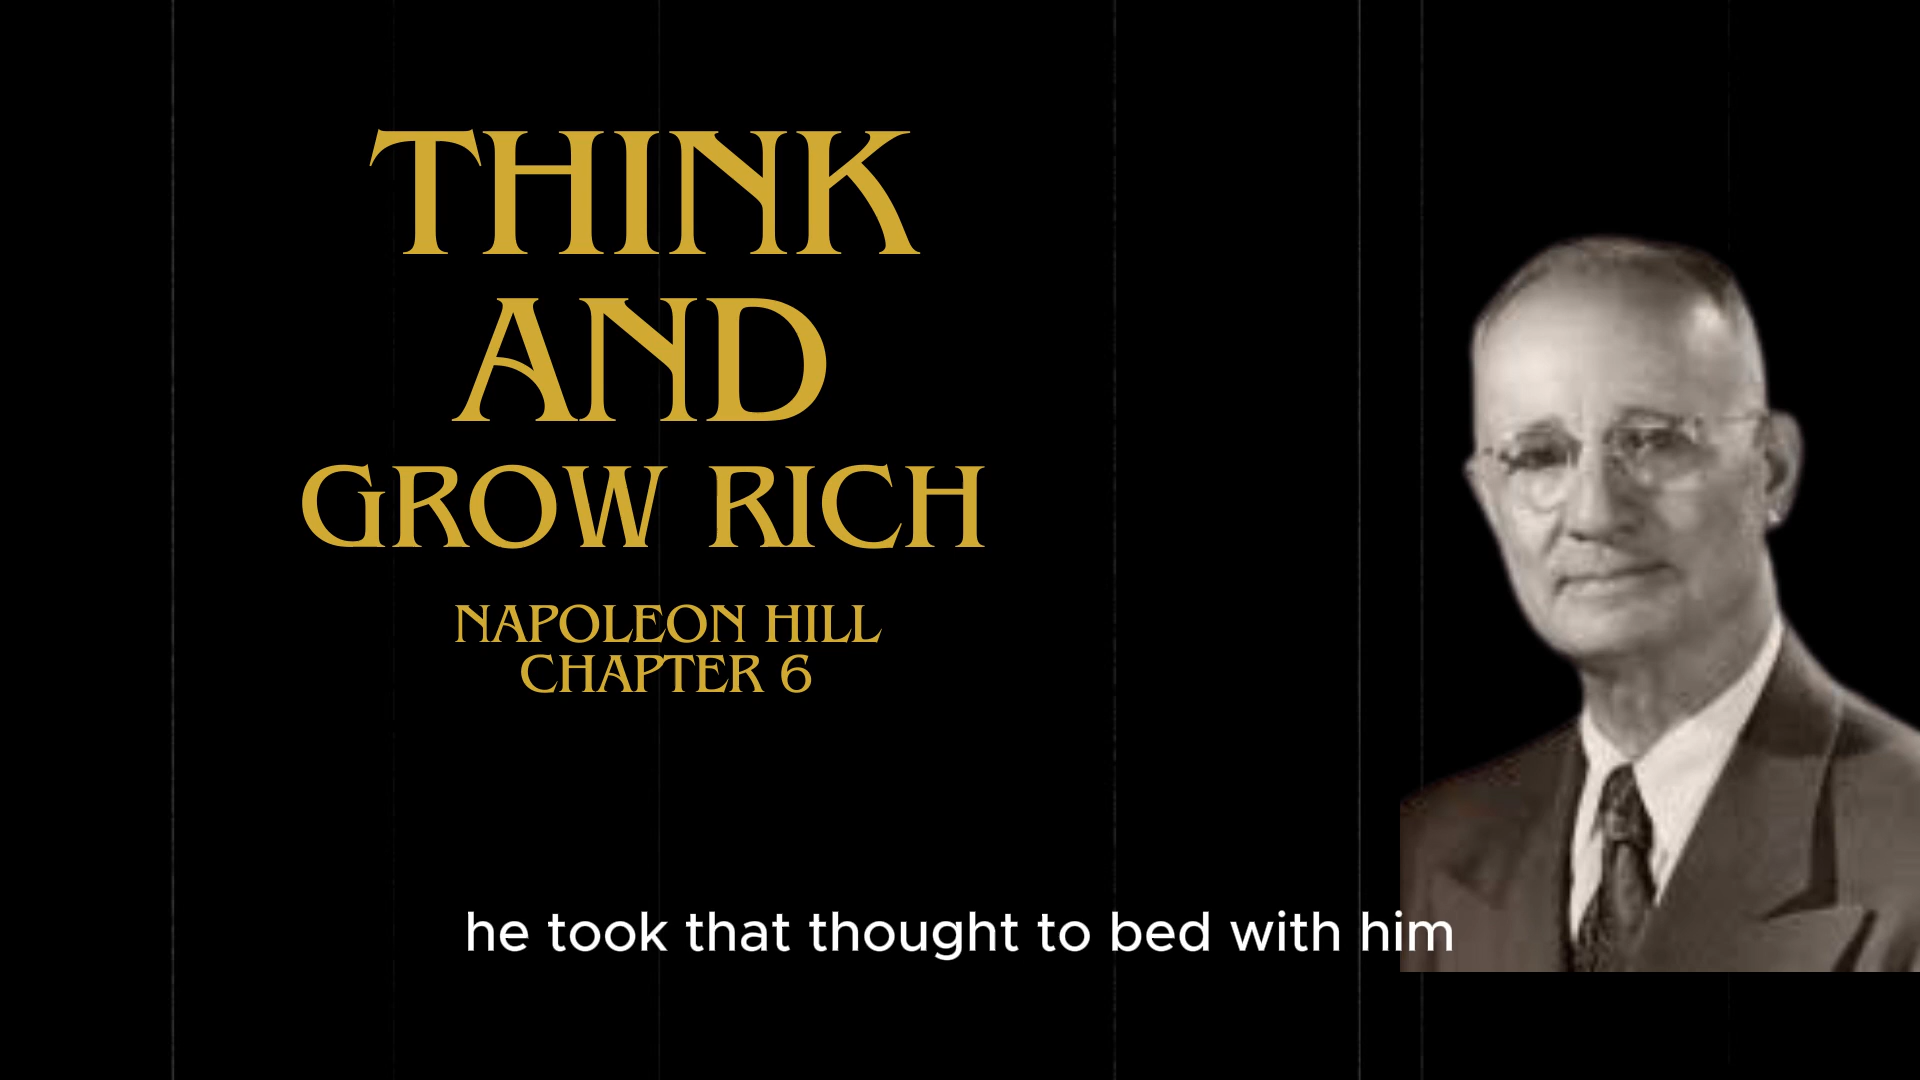 THINK
AND
GROW RICH
NAPOLEON HILL
CHAPTER 6
he took that thought to bed with him